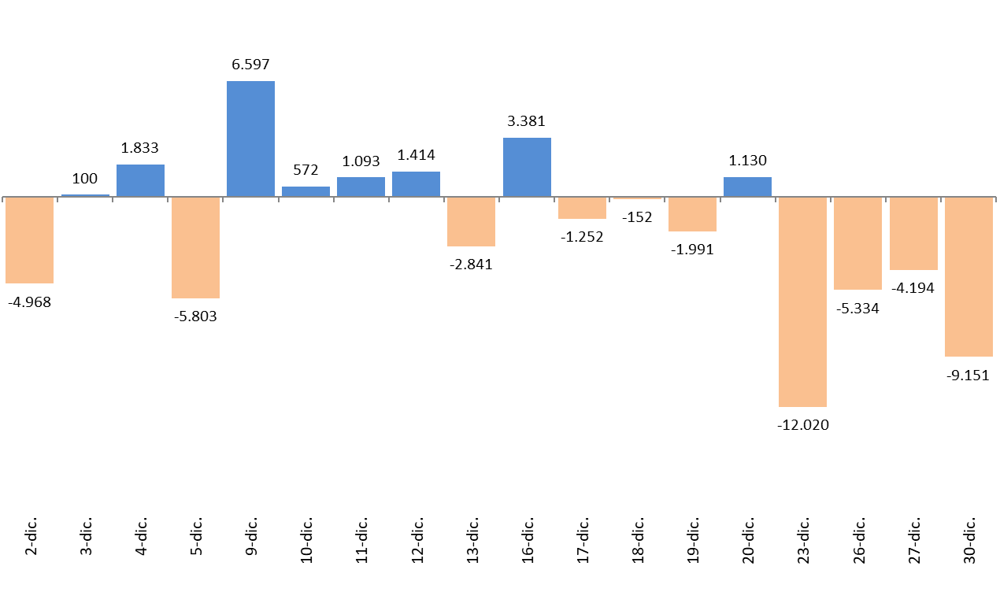 6.597
3.381
1.833
1.414
1.130
1.093
572
100
-152
-1.252
-1.991
-2.841
-4.194
-4.968
-5.334
-5.803
-9.151
-12.020
2-dic.
3-dic.
4-dic.
5-dic.
9-dic.
10-dic.
11-dic.
12-dic.
13-dic.
16-dic.
17-dic.
18-dic.
19-dic.
20-dic.
23-dic.
26-dic.
27-dic.
30-dic.